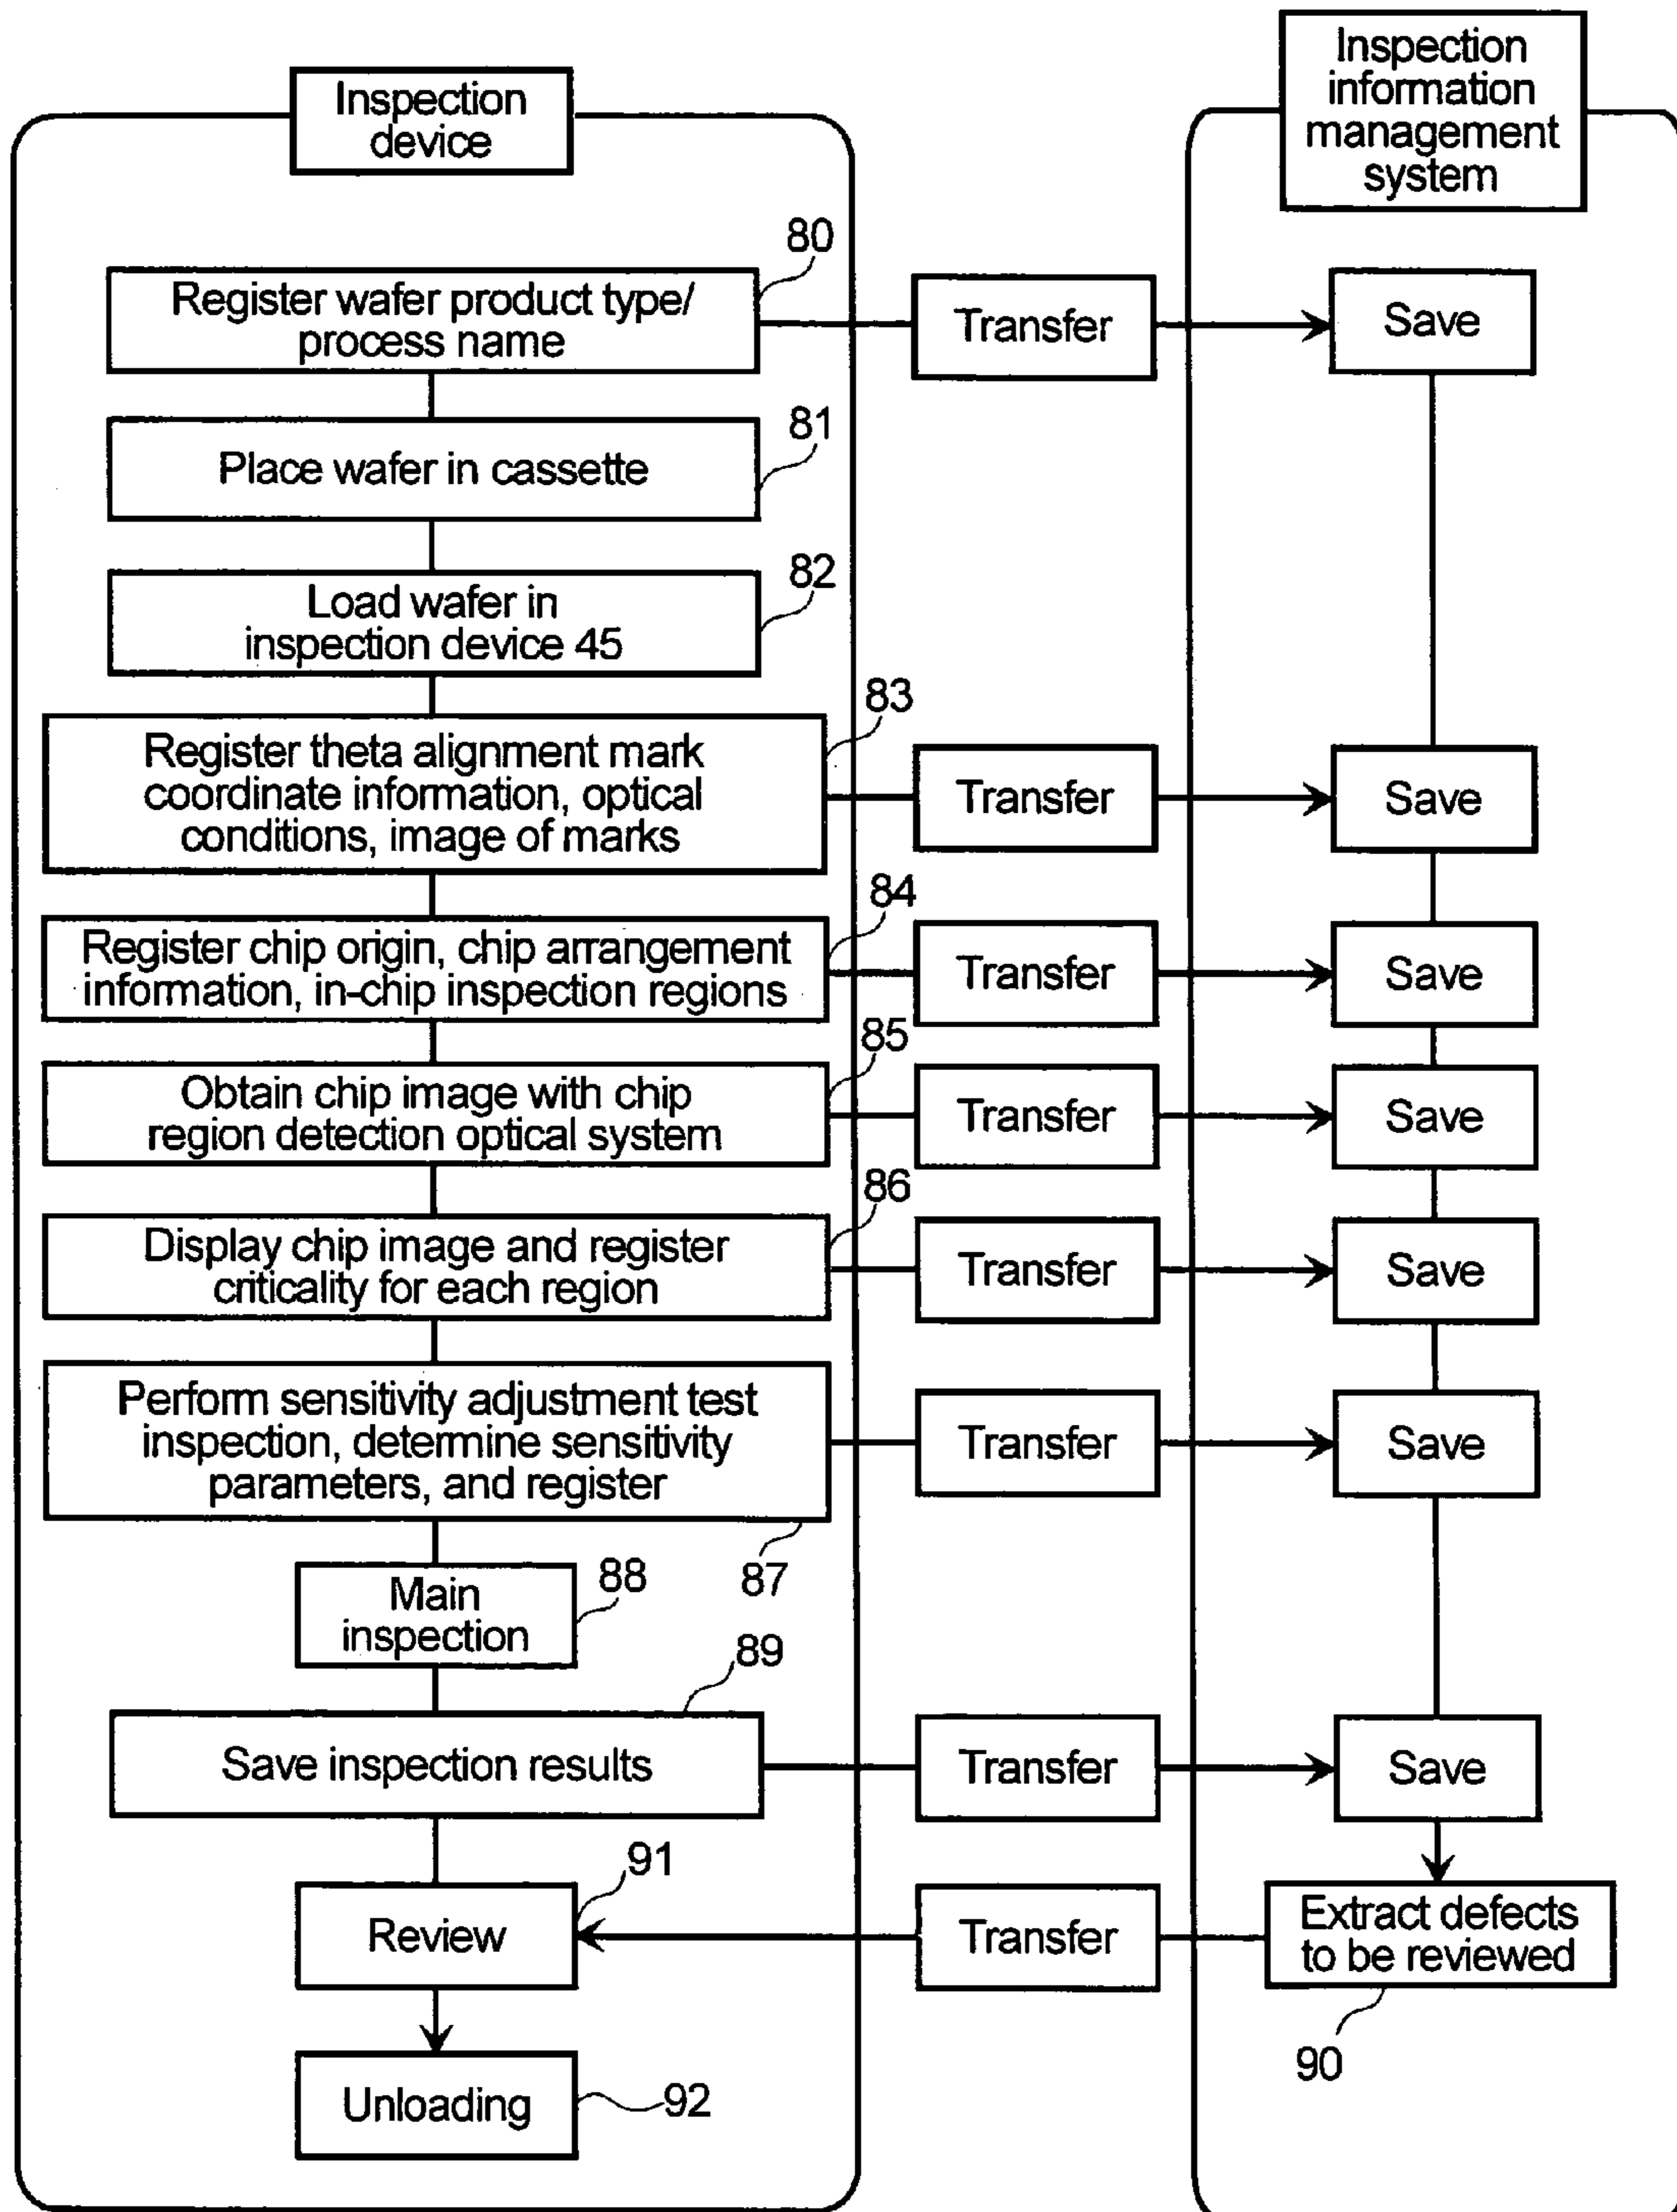 Inspection
device
Inspection
information
management
system
80
Register wafer product type/
process name
Transfer
Save
81
Place wafer in cassette
82
Load wafer in
inspection device 45
83
Register theta alignment mark
coordinate information, optical
conditions, image of marks
Transfer
Save
84
Register chip origin, chip arrangement
information, in-chip inspection regions
Transfer
Save
85
Obtain chip image with chip
region detection optical system
Transfer
Save
86
Display chip image and register
criticality for each region
Transfer
Save
Perform sensitivity adjustment test
inspection, determine sensitivity
parameters, and register
Transfer
Save
87
88
Main
inspection
89
Save inspection results
Transfer
Save
91
Review
Transfer
Extract defects
to be reviewed
90
Unloading
92